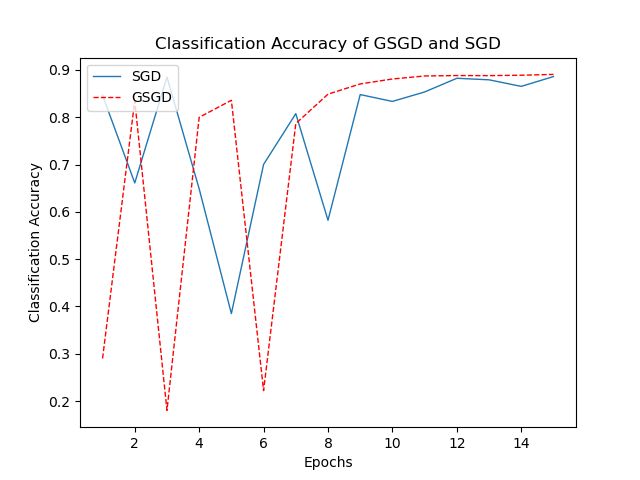 Classification Accuracy of GSGD and SGD
SGD
GSGD
0.9
0.8
0.7
0.6
0.5
0.4
0.3
0.2
Classification Accuracy
2 4 6 8 10 12 14
Epochs